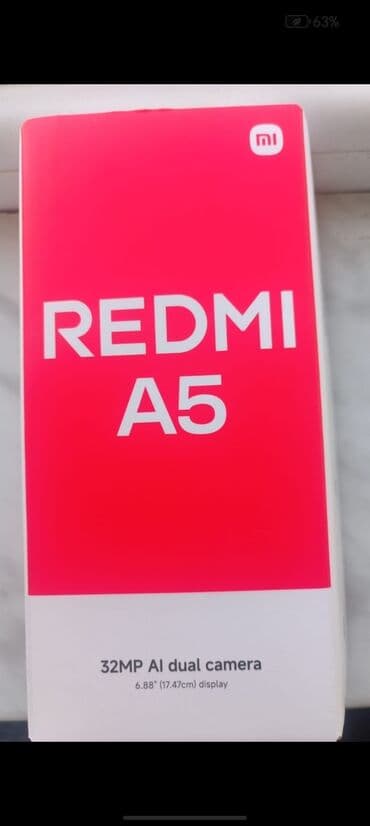 63%
mi
REDMI
A5
32MP AI dual camera
6.88" (17.47cm) display